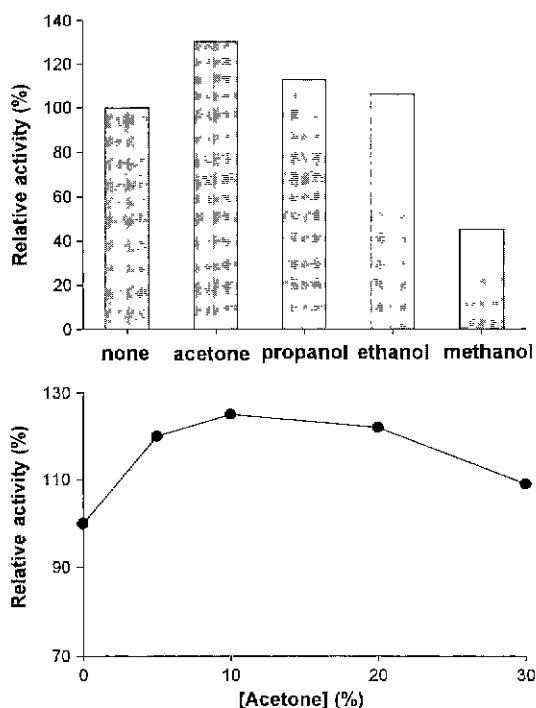 Relative activity (%)
140
120
100
80
60
40
20
0
none acetone propanol ethanol methanol
Relative activity (%)
130
110
90
70
0 10 20 30
[Acetone] (%)